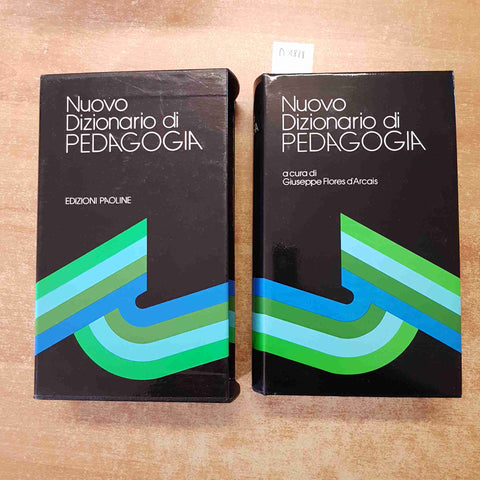 Nuovo
Dizionario di
PEDAGOGIA
EDIZIONI PAOLINE
Nuovo
Dizionario di
PEDAGOGIA
a cura di
Giuseppe Flores d'Arcais